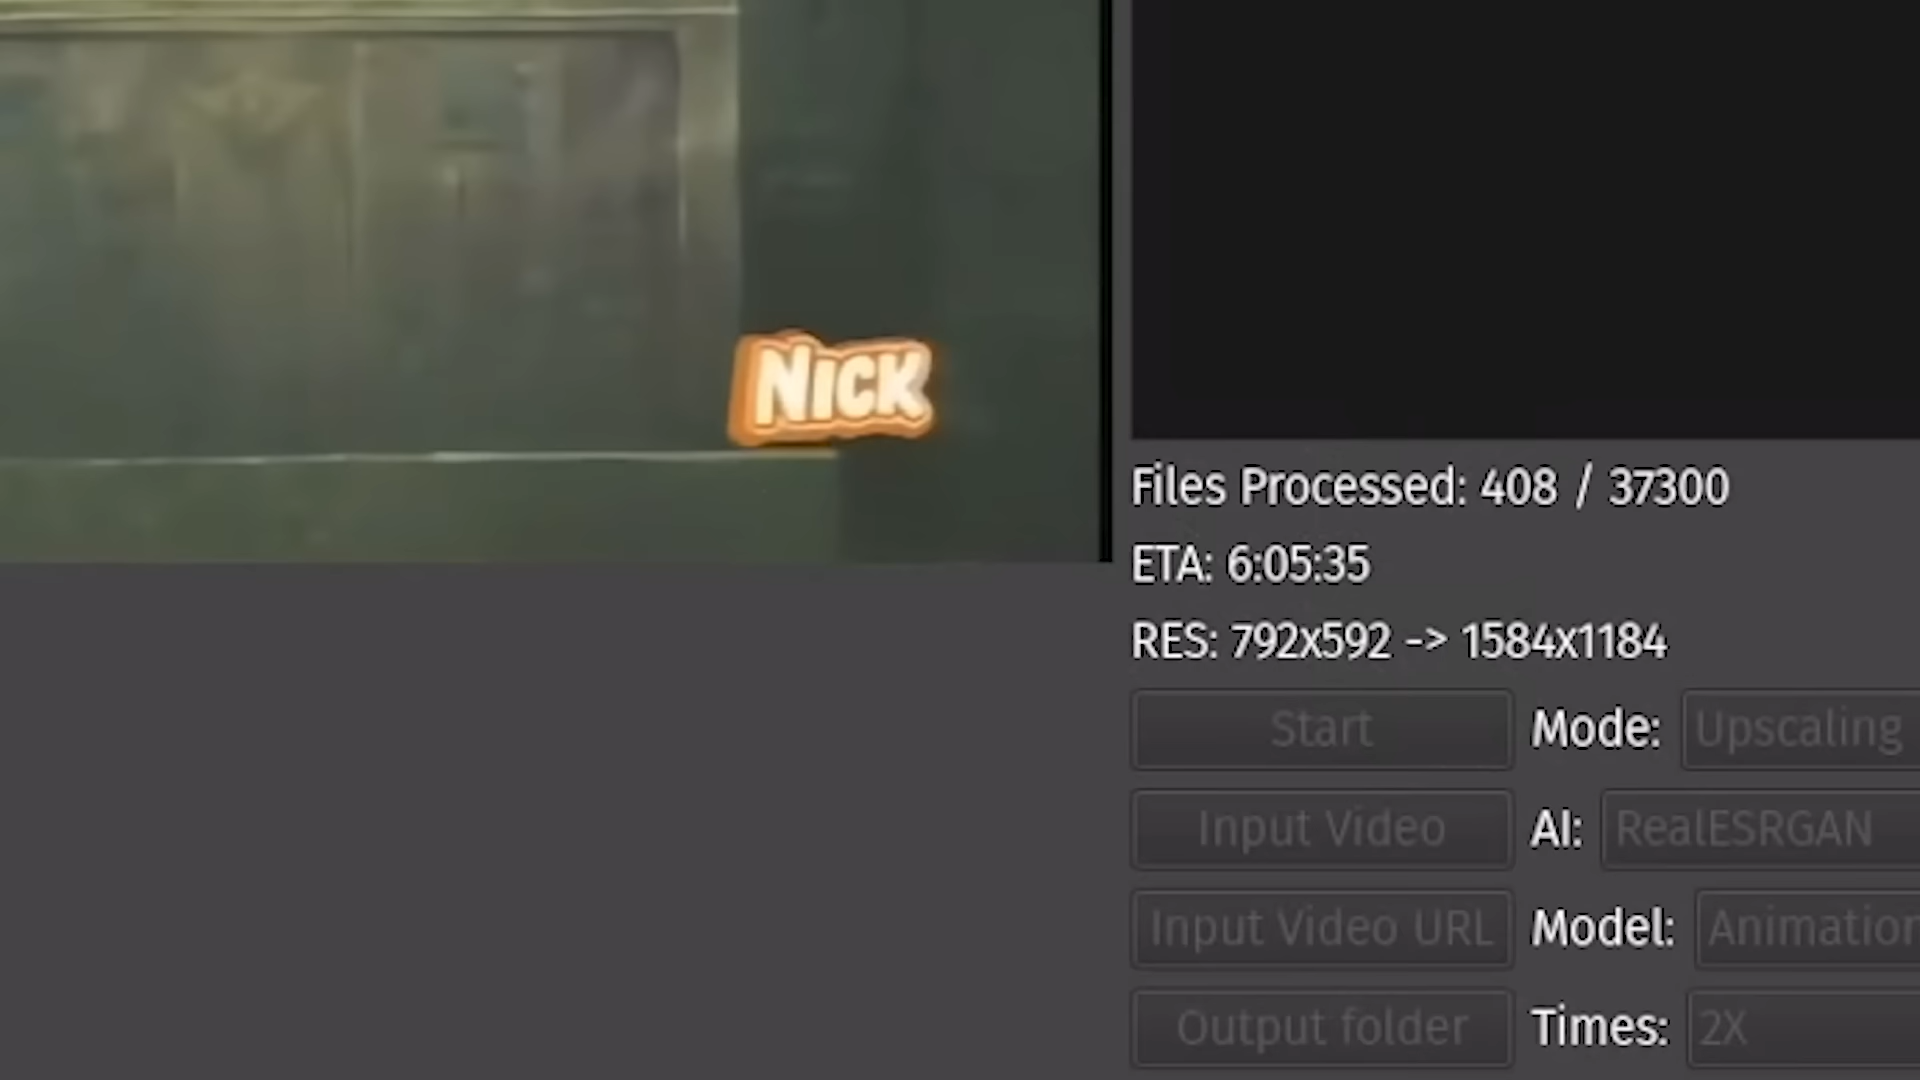 NICK
Files Processed: 408 / 37300
ETA: 6:05:35
RES: 792x592 -> 1584x1184
Start Mode: Upscaling
Input Video AI: RealESRGAN
Input Video URL Model: Animation
Output folder Times: 2X